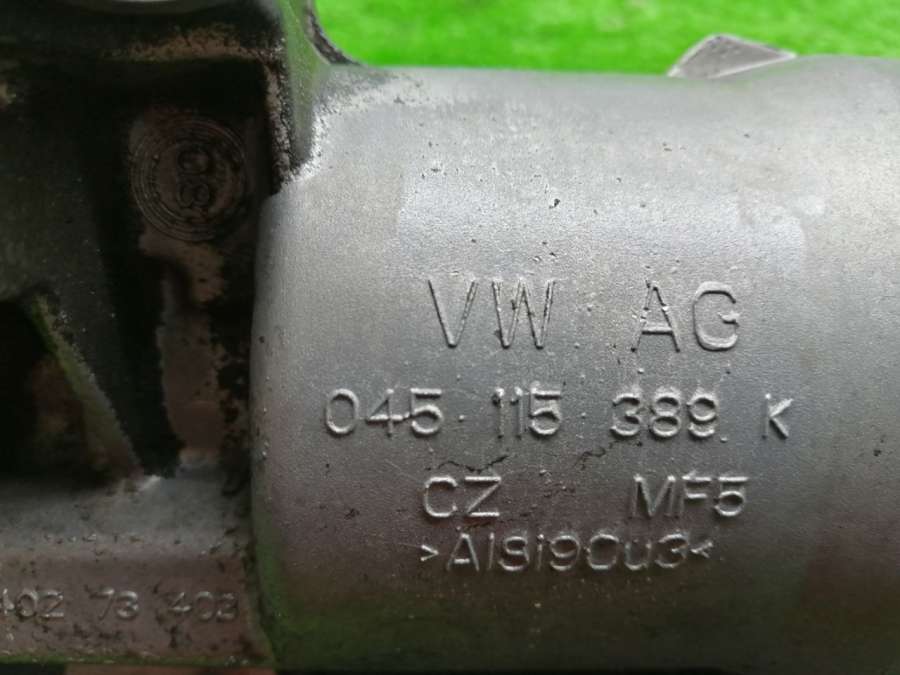 VW AG
045 115 389 K
CZ MF5
>AlSi9Cu3<
402 73 403